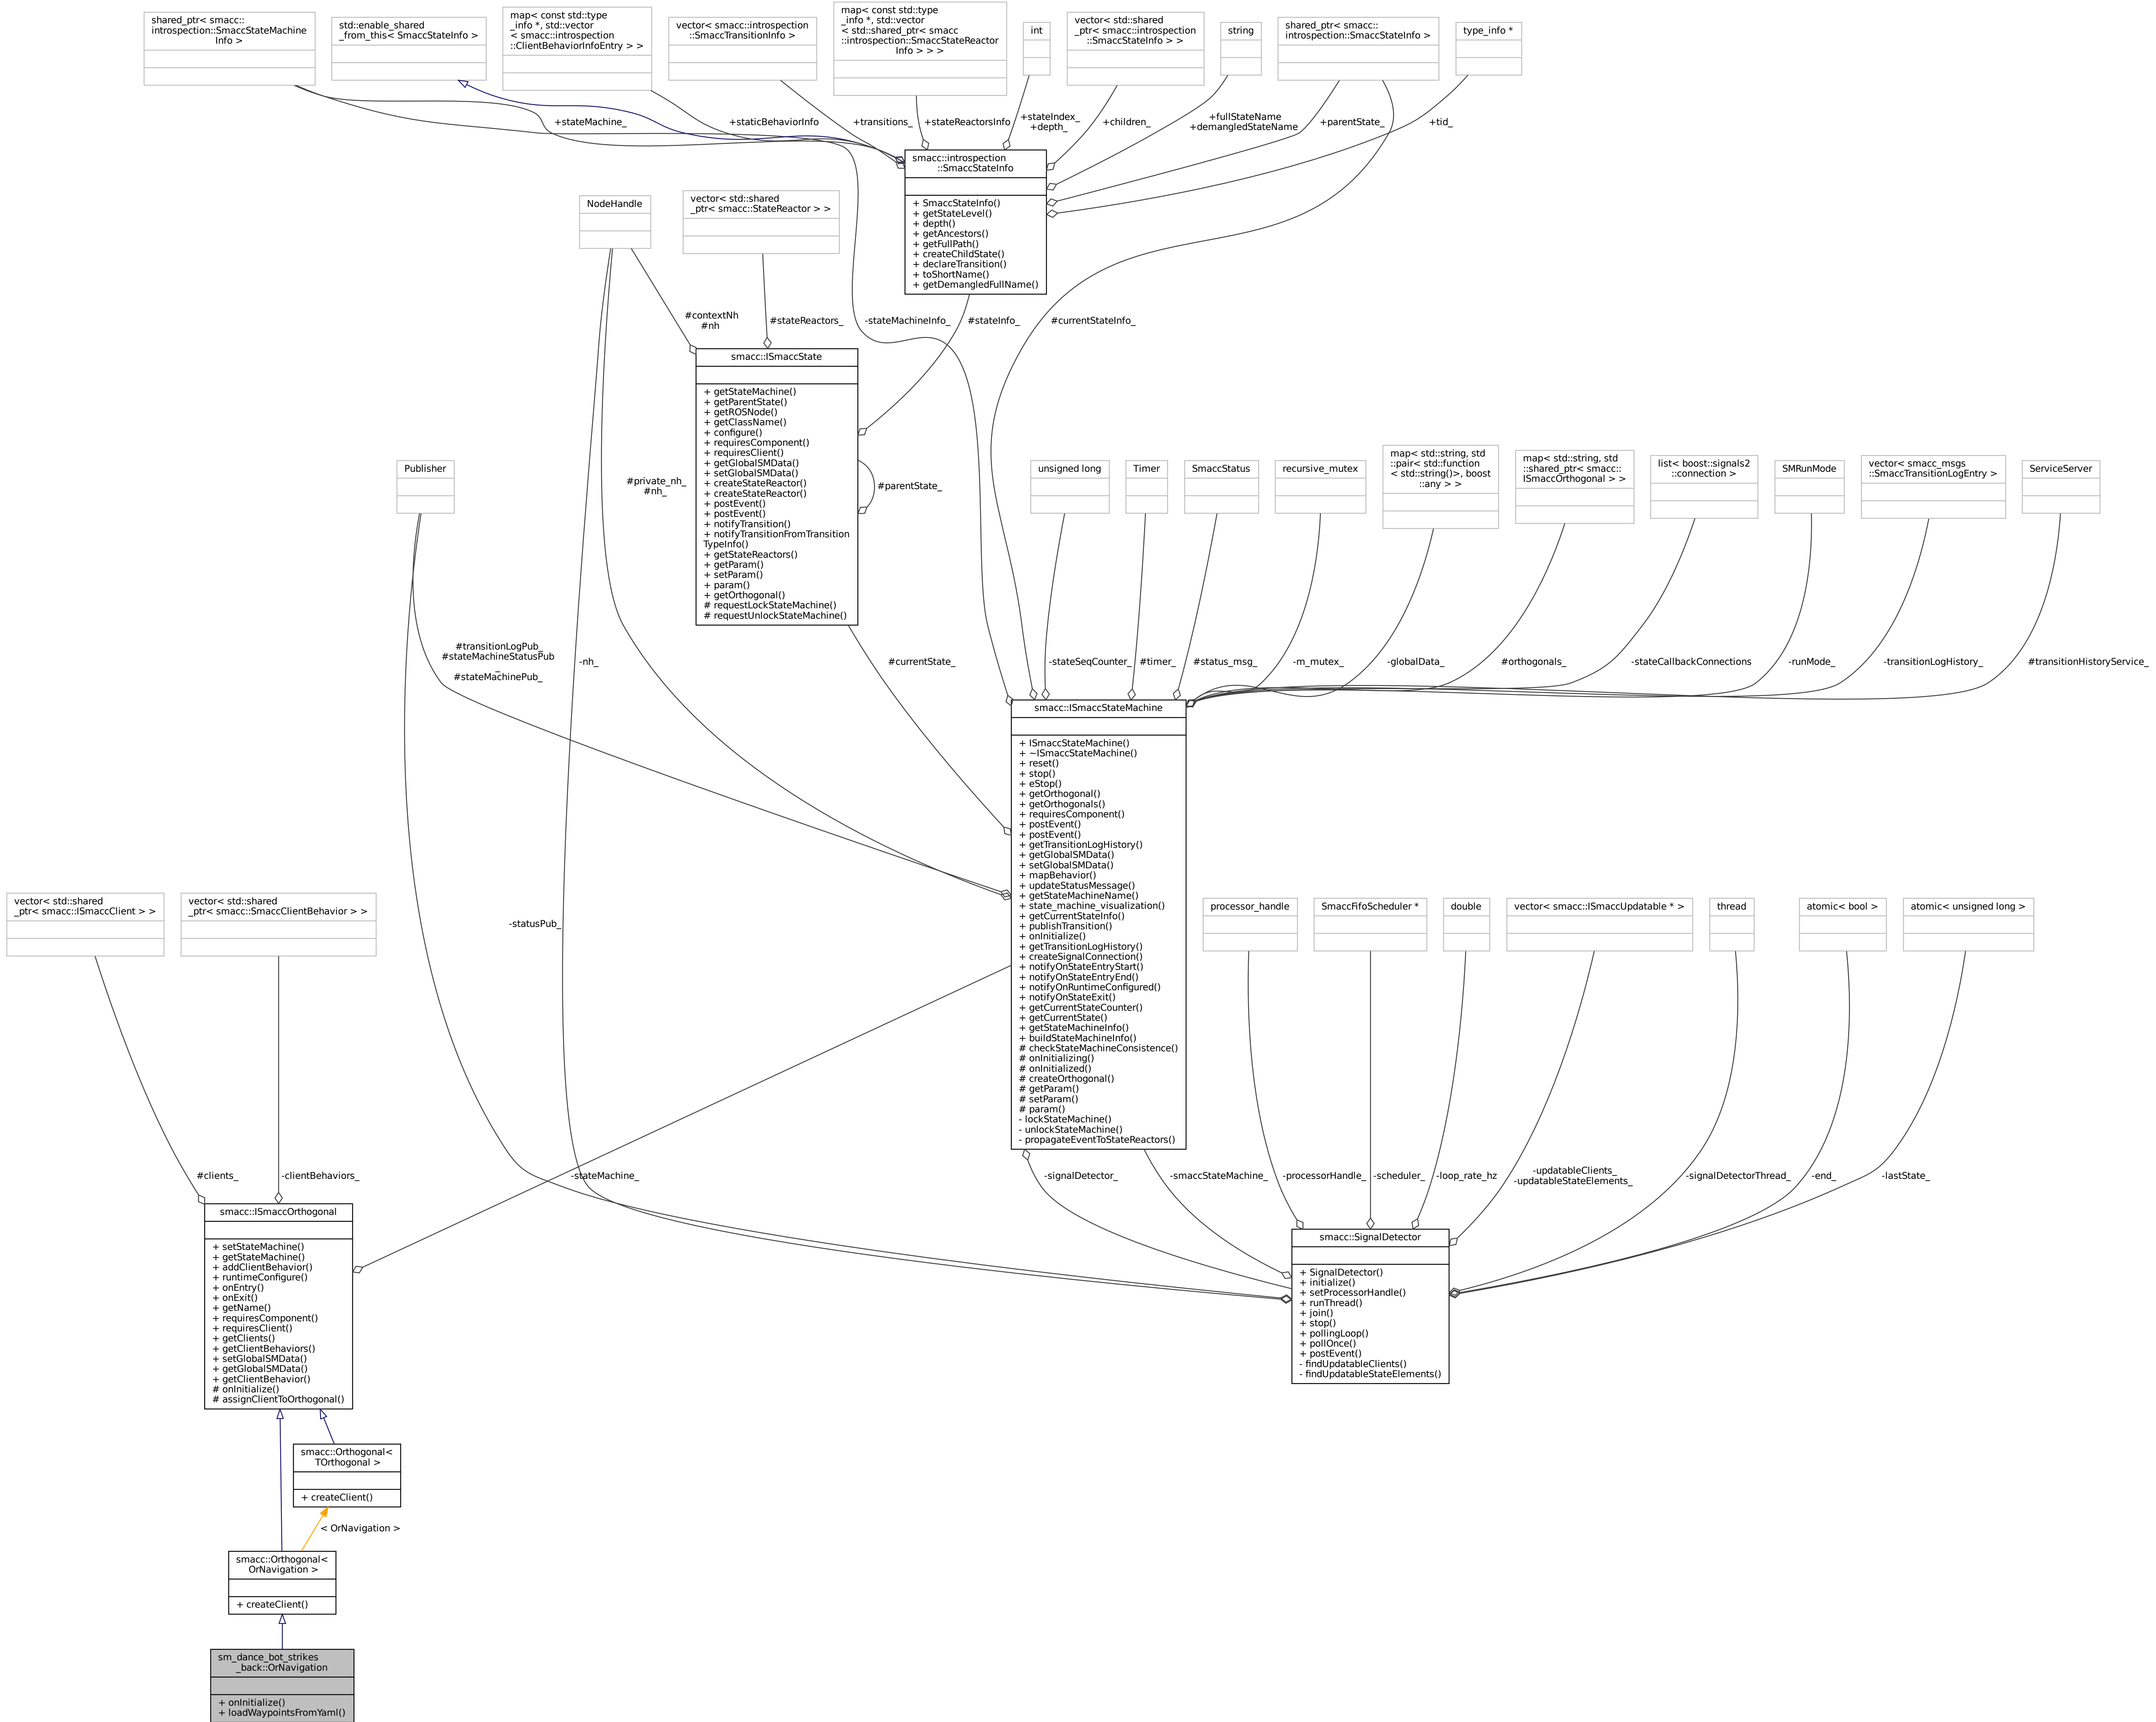 shared_ptr< smacc::
introspection::SmaccStateMachine
Info >
std::enable_shared
_from_this< SmaccStateInfo >
map< const std::type
_info *, std::vector
< smacc::introspection
::ClientBehaviorInfoEntry > >
vector< smacc::introspection
::SmaccTransitionInfo >
map< const std::type
_info *, std::vector
< std::shared_ptr< smacc
::introspection::SmaccStateReactor
Info > > >
int
vector< std::shared
_ptr< smacc::introspection
::SmaccStateInfo > >
string
shared_ptr< smacc::
introspection::SmaccStateInfo >
type_info *
+stateMachine_
+staticBehaviorInfo
+transitions_
+stateReactorsInfo
+stateIndex_
+depth_
+children_
+fullStateName
+demangledStateName
+parentState_
+tid_
smacc::introspection
::SmaccStateInfo
+ SmaccStateInfo()
+ getStateLevel()
+ depth()
+ getAncestors()
+ getFullPath()
+ createChildState()
+ declareTransition()
+ toShortName()
+ getDemangledFullName()
NodeHandle
vector< std::shared
_ptr< smacc::StateReactor > >
#contextNh
#nh
#stateReactors_
-stateMachineInfo_
#stateInfo_
#currentStateInfo_
smacc::ISmaccState
+ getStateMachine()
+ getParentState()
+ getROSNode()
+ getClassName()
+ configure()
+ requiresComponent()
+ requiresClient()
+ getGlobalSMData()
+ setGlobalSMData()
+ createStateReactor()
+ createStateReactor()
+ postEvent()
+ postEvent()
+ notifyTransition()
+ notifyTransitionFromTransition
TypeInfo()
+ getStateReactors()
+ getParam()
+ setParam()
+ param()
+ getOrthogonal()
# requestLockStateMachine()
# requestUnlockStateMachine()
#parentState_
#private_nh_
#nh_
Publisher
unsigned long
Timer
SmaccStatus
recursive_mutex
map< std::string, std
::pair< std::function
< std::string()>, boost
::any > >
map< std::string, std
::shared_ptr< smacc::
ISmaccOrthogonal > >
list< boost::signals2
::connection >
SMRunMode
vector< smacc_msgs
::SmaccTransitionLogEntry >
ServiceServer
#transitionLogPub_
#stateMachineStatusPub
_
#stateMachinePub_
-nh_
#currentState_
-stateSeqCounter_
#timer_
#status_msg_
-m_mutex_
-globalData_
#orthogonals_
-stateCallbackConnections
-runMode_
-transitionLogHistory_
#transitionHistoryService_
smacc::ISmaccStateMachine
+ ISmaccStateMachine()
+ ~ISmaccStateMachine()
+ reset()
+ stop()
+ eStop()
+ getOrthogonal()
+ getOrthogonals()
+ requiresComponent()
+ postEvent()
+ postEvent()
+ getTransitionLogHistory()
+ getGlobalSMData()
+ setGlobalSMData()
+ mapBehavior()
+ updateStatusMessage()
+ getStateMachineName()
+ state_machine_visualization()
+ getCurrentStateInfo()
+ publishTransition()
+ onInitialize()
+ getTransitionLogHistory()
+ createSignalConnection()
+ notifyOnStateEntryStart()
+ notifyOnStateEntryEnd()
+ notifyOnRuntimeConfigured()
+ notifyOnStateExit()
+ getCurrentStateCounter()
+ getCurrentState()
+ getStateMachineInfo()
+ buildStateMachineInfo()
# checkStateMachineConsistence()
# onInitializing()
# onInitialized()
# createOrthogonal()
# getParam()
# setParam()
# param()
- lockStateMachine()
- unlockStateMachine()
- propagateEventToStateReactors()
vector< std::shared
_ptr< smacc::ISmaccClient > >
vector< std::shared
_ptr< smacc::SmaccClientBehavior > >
-statusPub_
processor_handle
SmaccFifoScheduler *
double
vector< smacc::ISmaccUpdatable * >
thread
atomic< bool >
atomic< unsigned long >
#clients_
-clientBehaviors_
-stateMachine_
-signalDetector_
-smaccStateMachine_
-processorHandle_
-scheduler_
-loop_rate_hz
-updatableClients_
-updatableStateElements_
-signalDetectorThread_
-end_
-lastState_
smacc::ISmaccOrthogonal
+ setStateMachine()
+ getStateMachine()
+ addClientBehavior()
+ runtimeConfigure()
+ onEntry()
+ onExit()
+ getName()
+ requiresComponent()
+ requiresClient()
+ getClients()
+ getClientBehaviors()
+ setGlobalSMData()
+ getGlobalSMData()
+ getClientBehavior()
# onInitialize()
# assignClientToOrthogonal()
smacc::SignalDetector
+ SignalDetector()
+ initialize()
+ setProcessorHandle()
+ runThread()
+ join()
+ stop()
+ pollingLoop()
+ pollOnce()
+ postEvent()
- findUpdatableClients()
- findUpdatableStateElements()
smacc::Orthogonal<
TOrthogonal >
+ createClient()
< OrNavigation >
smacc::Orthogonal<
OrNavigation >
+ createClient()
sm_dance_bot_strikes
_back::OrNavigation
+ onInitialize()
+ loadWaypointsFromYaml()